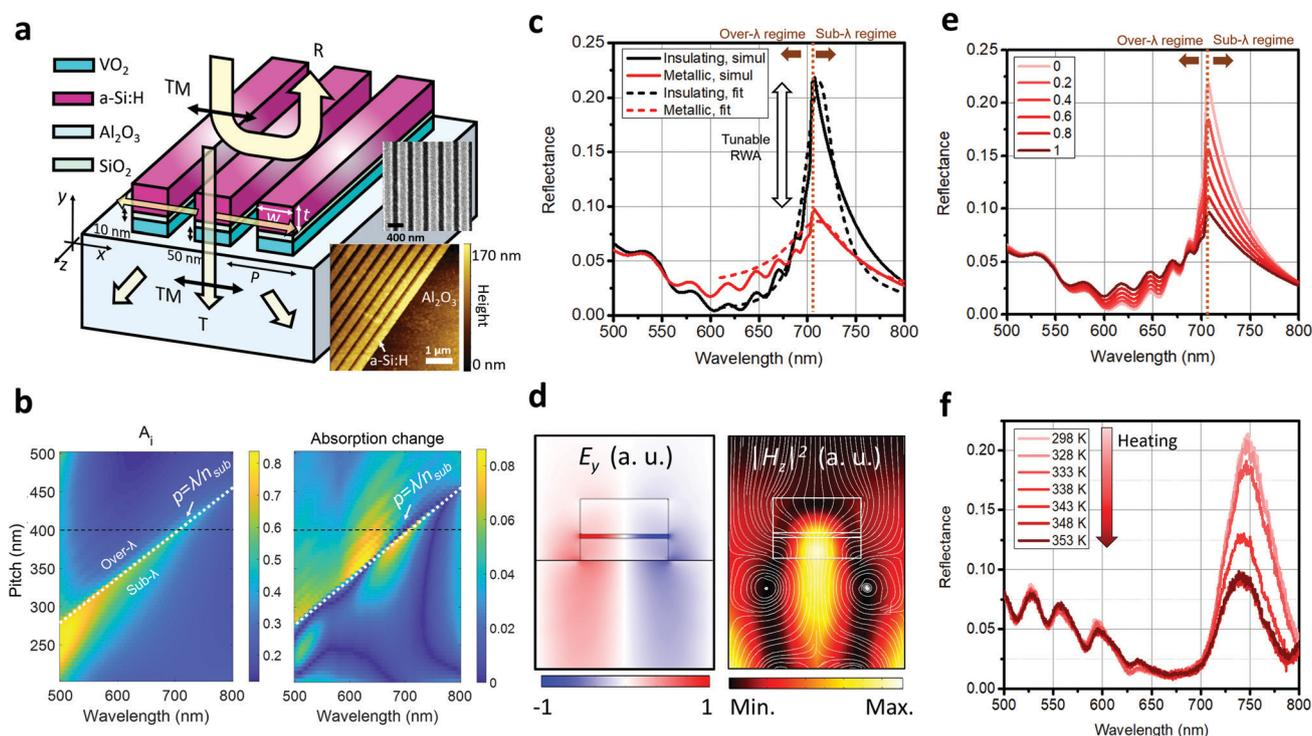 a
VO2
a-Si:H
Al2O3
SiO2
TM
R
y
x
z
10 nm
50 nm
w
t
P
TM
T
400 nm
170 nm
Height
0 nm
Al2O3
a-Si:H
1 μm
b
Ai
Absorption change
500
450
400
350
300
250
Pitch (nm)
p=λ/nsub
Over-λ
Sub-λ
500 600 700 800
Wavelength (nm)
0.8
0.7
0.6
0.5
0.4
0.3
0.2
p=λ/nsub
500 600 700 800
Wavelength (nm)
0.08
0.06
0.04
0.02
0
c
Over-λ regime Sub-λ regime
0.25
0.20
0.15
0.10
0.05
0.00
Reflectance
Insulating, simul
Metallic, simul
Insulating, fit
Metallic, fit
Tunable
RWA
500 550 600 650 700 750 800
Wavelength (nm)
d
Ey (a. u.)
-1 1
|Hz|2 (a. u.)
Min. Max.
e
Over-λ regime Sub-λ regime
0.25
0.20
0.15
0.10
0.05
0.00
Reflectance
0
0.2
0.4
0.6
0.8
1
500 550 600 650 700 750 800
Wavelength (nm)
f
0.20
0.15
0.10
0.05
0.00
Reflectance
298 K
328 K
333 K
338 K
343 K
348 K
353 K
Heating
500 550 600 650 700 750 800
Wavelength (nm)